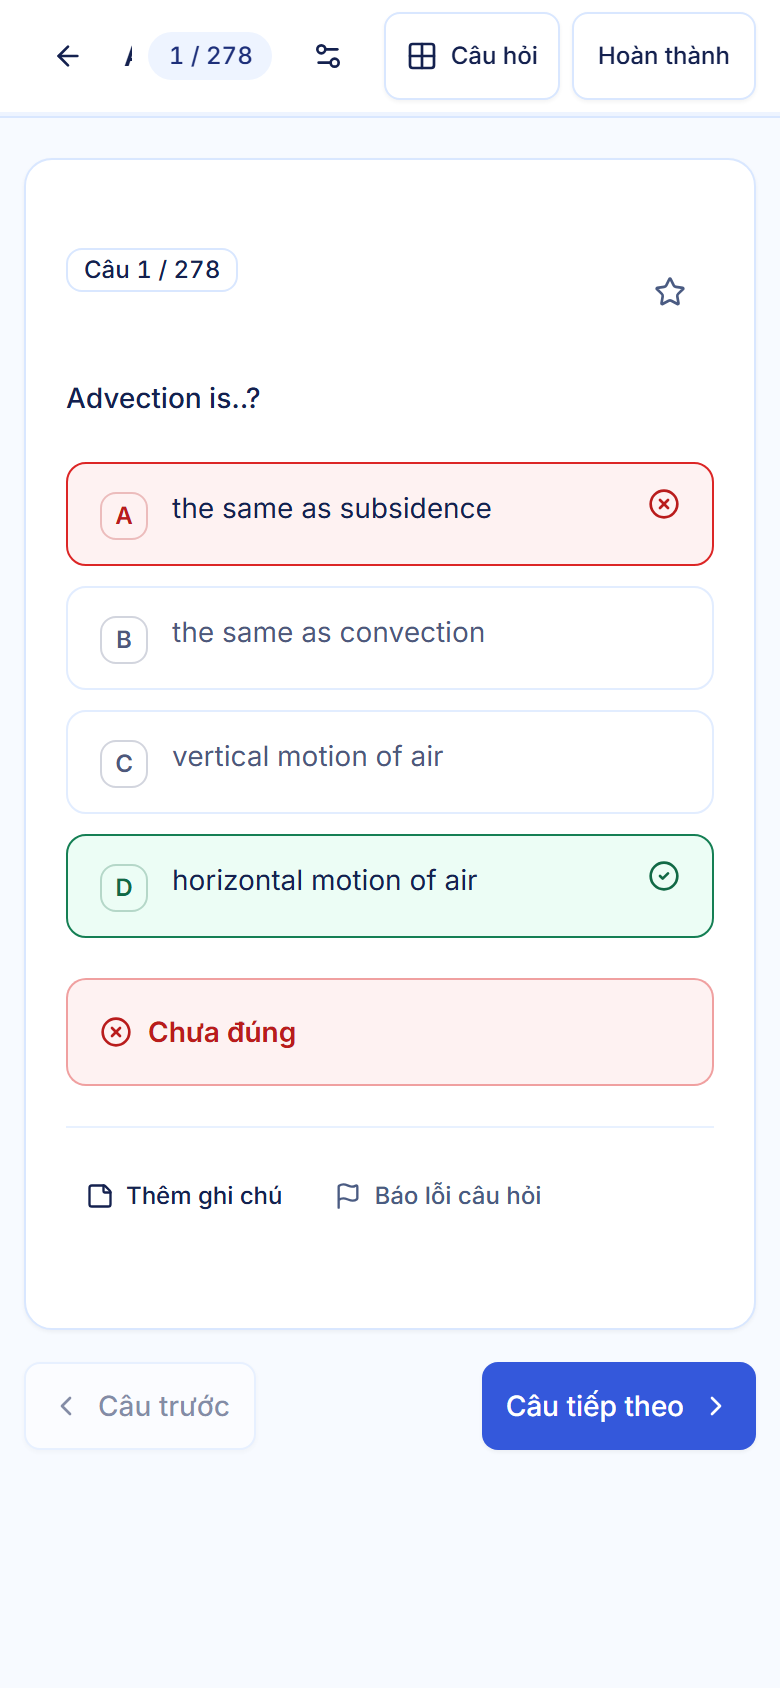 1 / 278
Câu hỏi
Hoàn thành
Câu 1 / 278
Advection is..?
A
the same as subsidence
B
the same as convection
C
vertical motion of air
D
horizontal motion of air
Chưa đúng
Thêm ghi chú
Báo lỗi câu hỏi
Câu trước
Câu tiếp theo